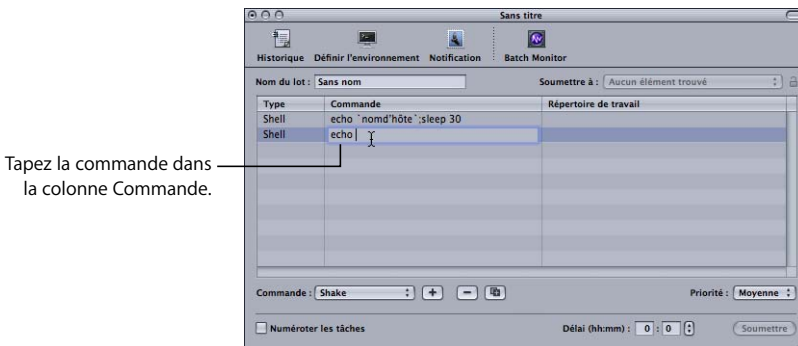 Sans titre
Historique Définir l'environnement Notification Batch Monitor
Nom du lot : Sans nom Soumettre à : Aucun élément trouvé
Type Commande Répertoire de travail
Shell echo `nomd'hôte`;sleep 30
Shell echo
Tapez la commande dans
la colonne Commande.
Commande : Shake + − Priorité : Moyenne
Numéroter les tâches Délai (hh:mm) : 0 : 0 Soumettre